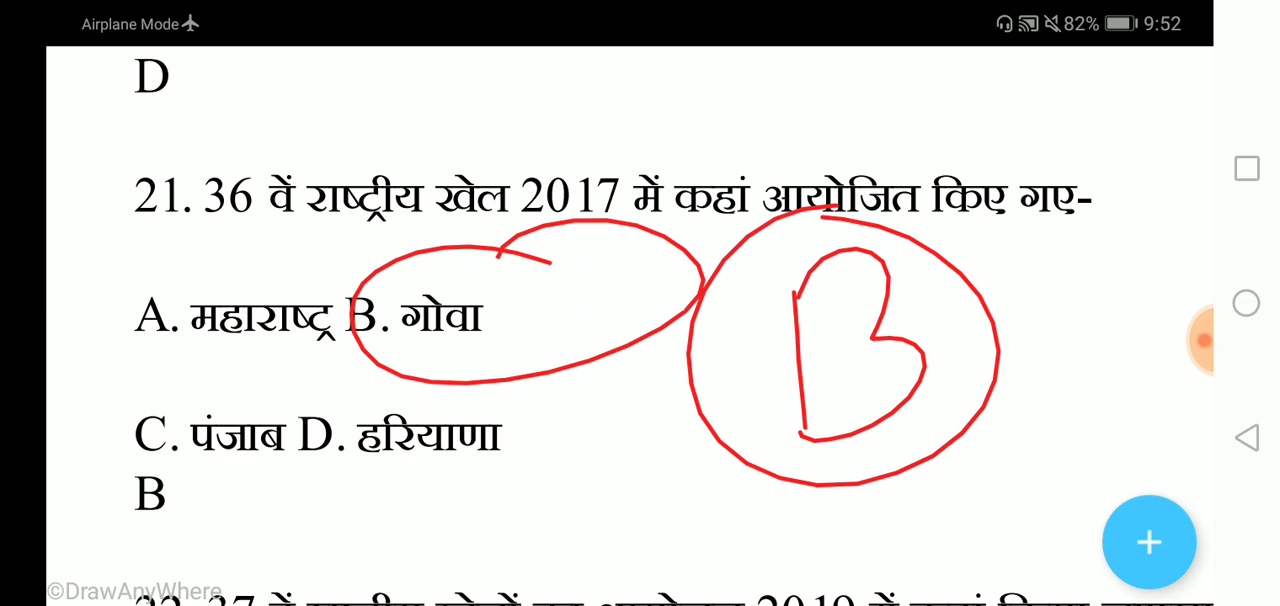 Airplane Mode 82% 9:52
D
21. 36 वें राष्ट्रीय खेल 2017 में कहां आयोजित किए गए-
A. महाराष्ट्र B. गोवा
B
C. पंजाब D. हरियाणा
B
©DrawAnyWhere